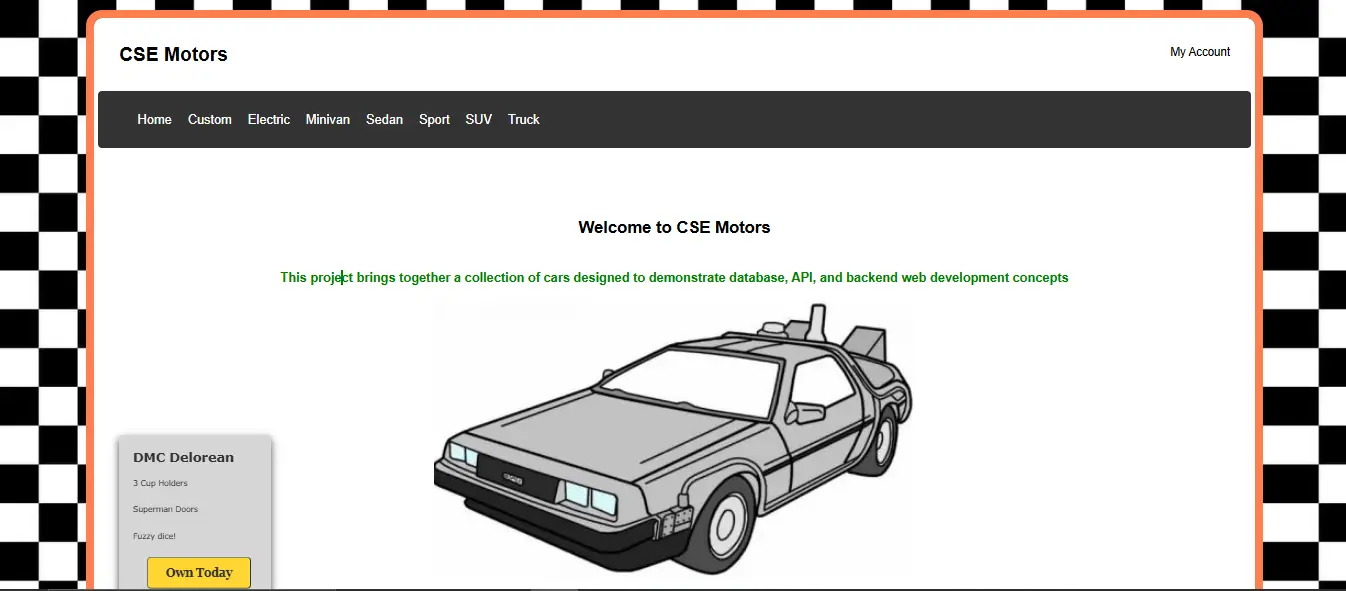 CSE Motors
My Account
Home Custom Electric Minivan Sedan Sport SUV Truck
Welcome to CSE Motors
This project brings together a collection of cars designed to demonstrate database, API, and backend web development concepts
DMC Delorean
3 Cup Holders
Superman Doors
Fuzzy dice!
Own Today